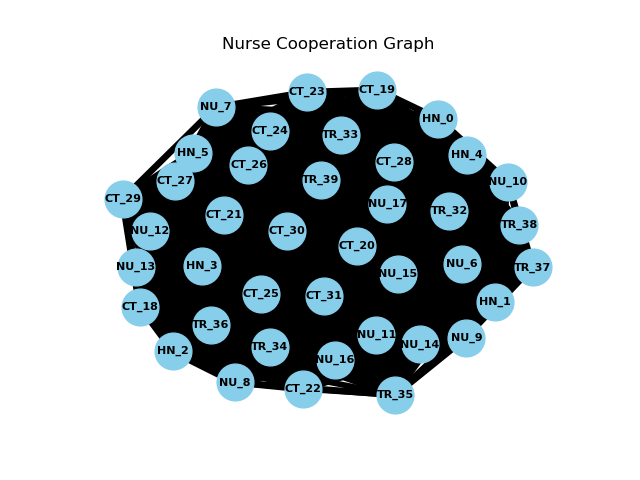 Nurse Cooperation Graph
CT_19
CT_23
NU_7
HN_0
CT_24
TR_33
HN_5
HN_4
CT_28
CT_26
CT_27
TR_39
NU_10
CT_29
NU_17
TR_32
CT_21
TR_38
NU_12
CT_30
CT_20
NU_6
HN_3
NU_13
TR_37
NU_15
CT_25
CT_31
HN_1
CT_18
TR_36
NU_11
NU_9
NU_14
TR_34
HN_2
NU_16
NU_8
CT_22
TR_35